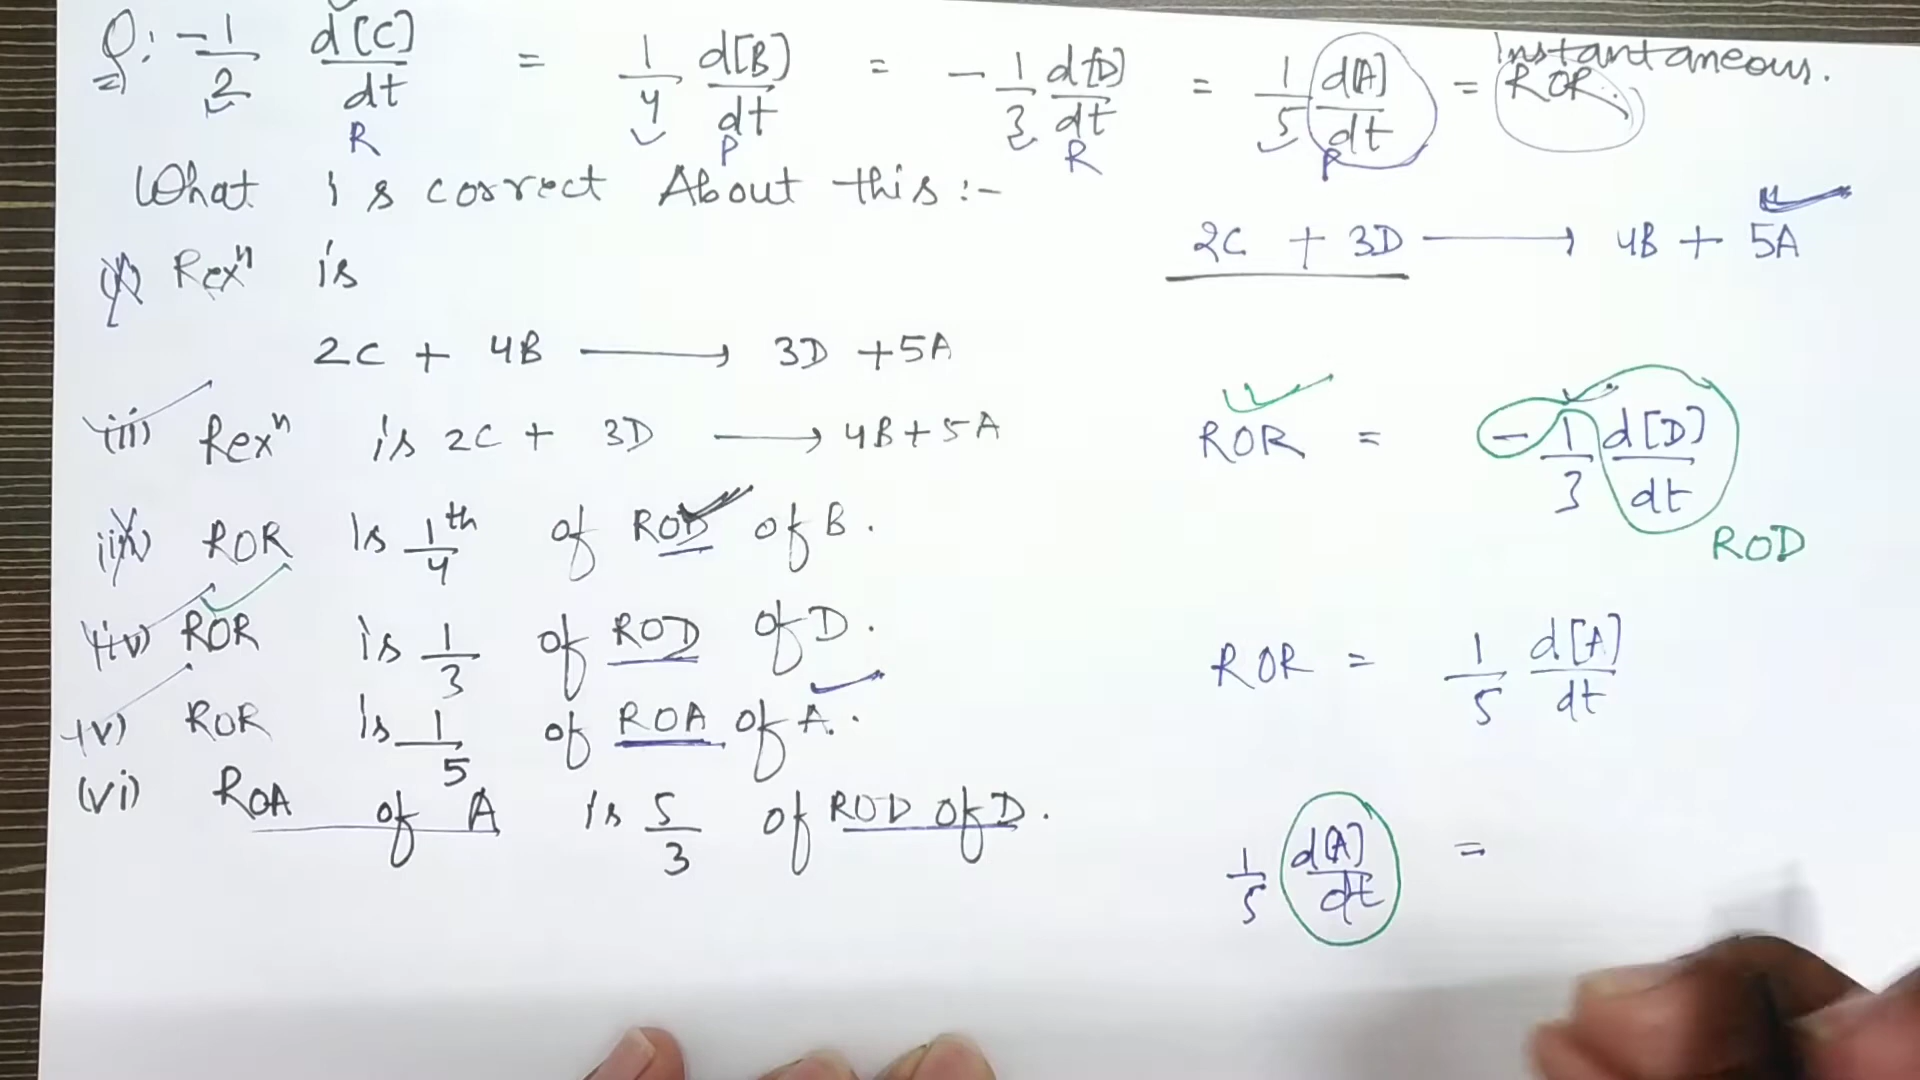 Q: -1/2 d[C]/dt = 1/4 d[B]/dt = -1/3 d[D]/dt = 1/5 d[A]/dt = Instantaneous. ROR.
R P R P
What is correct About this :-
2C + 3D ⟶ 4B + 5A
(i) Rexⁿ is
2C + 4B ⟶ 3D + 5A
(ii) Rexⁿ is 2C + 3D ⟶ 4B + 5A
ROR = -1/3 d[D]/dt
ROD
iii) ROR is 1/4 th of ROD of B.
(iv) ROR is 1/3 of ROD of D.
ROR = 1/5 d[A]/dt
(v) ROR is 1/5 of ROA of A.
(vi) ROA of A is 5/3 of ROD of D.
1/5 d[A]/dt =